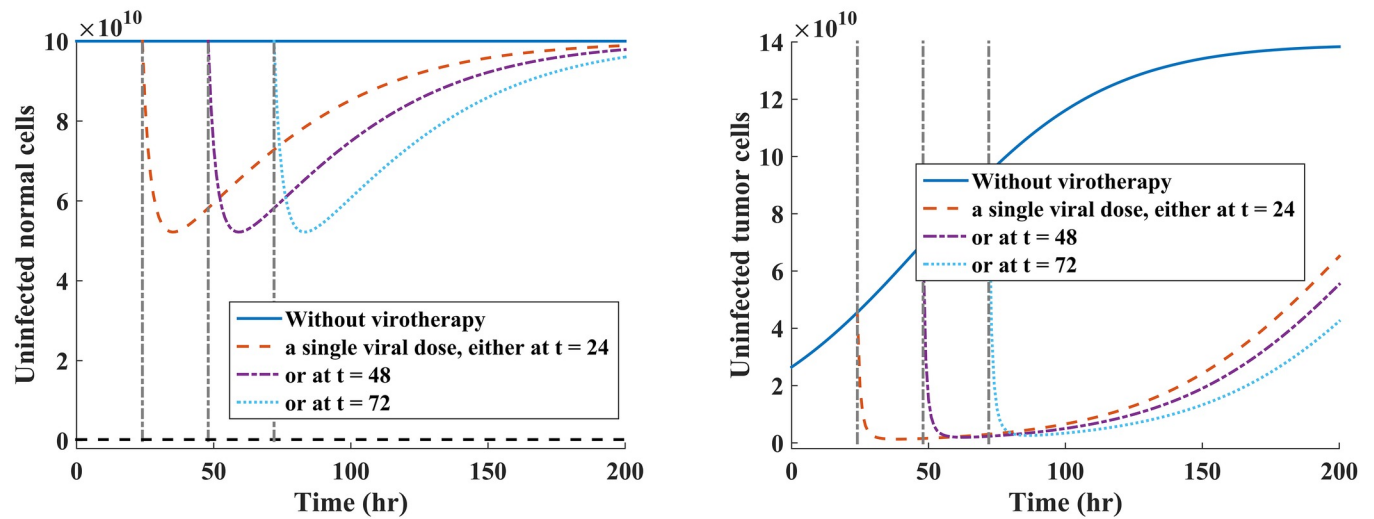 ×10^10
10
8
6
4
2
0
Uninfected normal cells
Without virotherapy
a single viral dose, either at t = 24
or at t = 48
or at t = 72
0 50 100 150 200
Time (hr)
×10^10
14
12
10
8
6
4
2
0
Uninfected tumor cells
Without virotherapy
a single viral dose, either at t = 24
or at t = 48
or at t = 72
0 50 100 150 200
Time (hr)